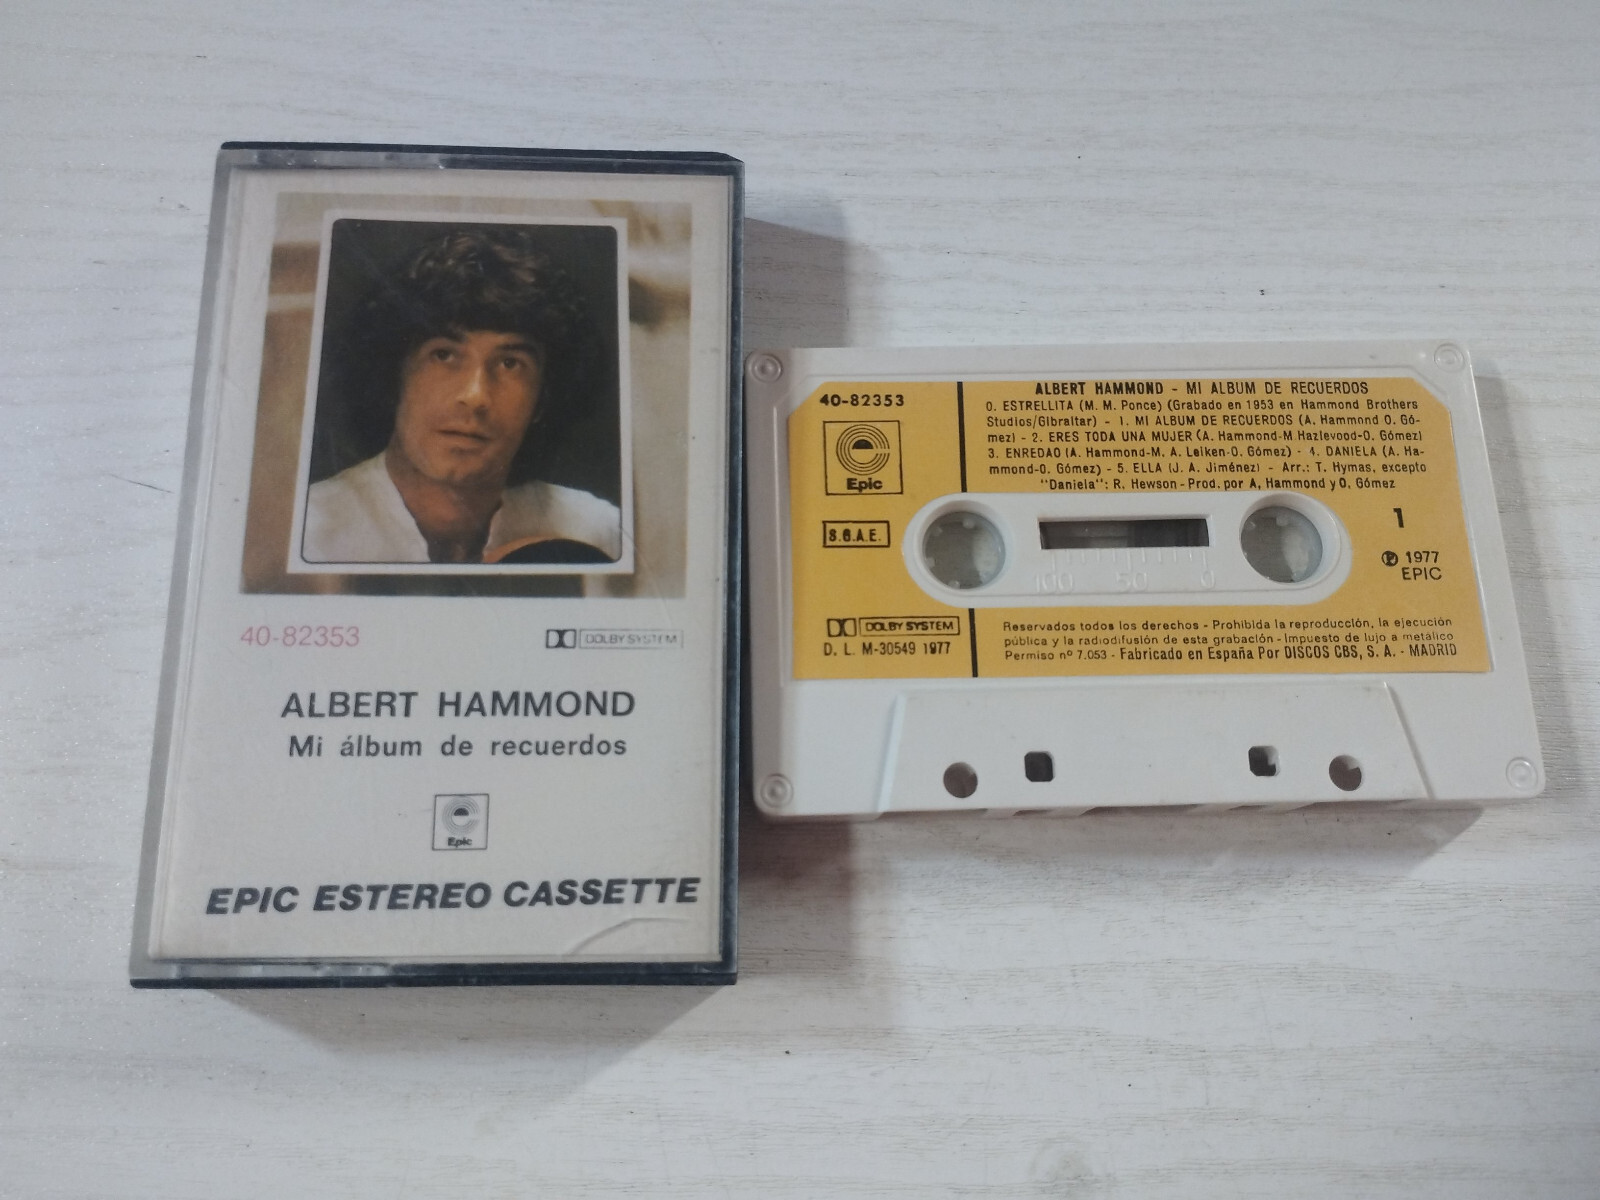 40-82353
DOLBY SYSTEM
ALBERT HAMMOND
Mi álbum de recuerdos
Epic
EPIC ESTEREO CASSETTE
40-82353
Epic
S.G.A.E.
DOLBY SYSTEM
D. L. M-30549 1977
ALBERT HAMMOND - MI ALBUM DE RECUERDOS
0. ESTRELLITA (M. M. Ponce) (Grabado en 1953 en Hammond Brothers
Studios/Gibraltar) - 1. MI ALBUM DE RECUERDOS (A. Hammond O. Gó-
mez) - 2. ERES TODA UNA MUJER (A. Hammond-M Hazlevood-O. Gómez)
3. ENREDAO (A. Hammond-M. A. Leiken-O. Gómez) - 4. DANIELA (A. Ha-
mmond-O. Gómez) - 5. ELLA (J. A. Jiménez) - Arr.: T. Hymas, excepto
"Daniela": R. Hewson - Prod. por A, Hammond y O. Gómez
1
℗ 1977
EPIC
100 50 0
Reservados todos los derechos - Prohibida la reproducción, la ejecución
pública y la radiodifusión de esta grabación - Impuesto de lujo a metálico
Permiso nº 7.053 - Fabricado en España Por DISCOS CBS, S. A. - MADRID